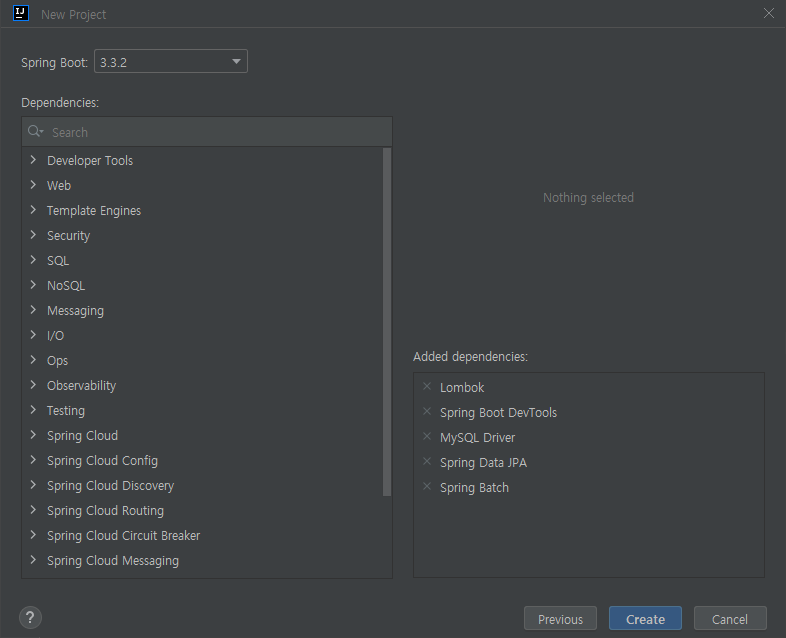 IJ
New Project
Spring Boot: 3.3.2
Dependencies:
Search
Developer Tools
Web
Template Engines
Security
SQL
NoSQL
Messaging
I/O
Ops
Observability
Testing
Spring Cloud
Spring Cloud Config
Spring Cloud Discovery
Spring Cloud Routing
Spring Cloud Circuit Breaker
Spring Cloud Messaging
Nothing selected
Added dependencies:
Lombok
Spring Boot DevTools
MySQL Driver
Spring Data JPA
Spring Batch
?
Previous
Create
Cancel